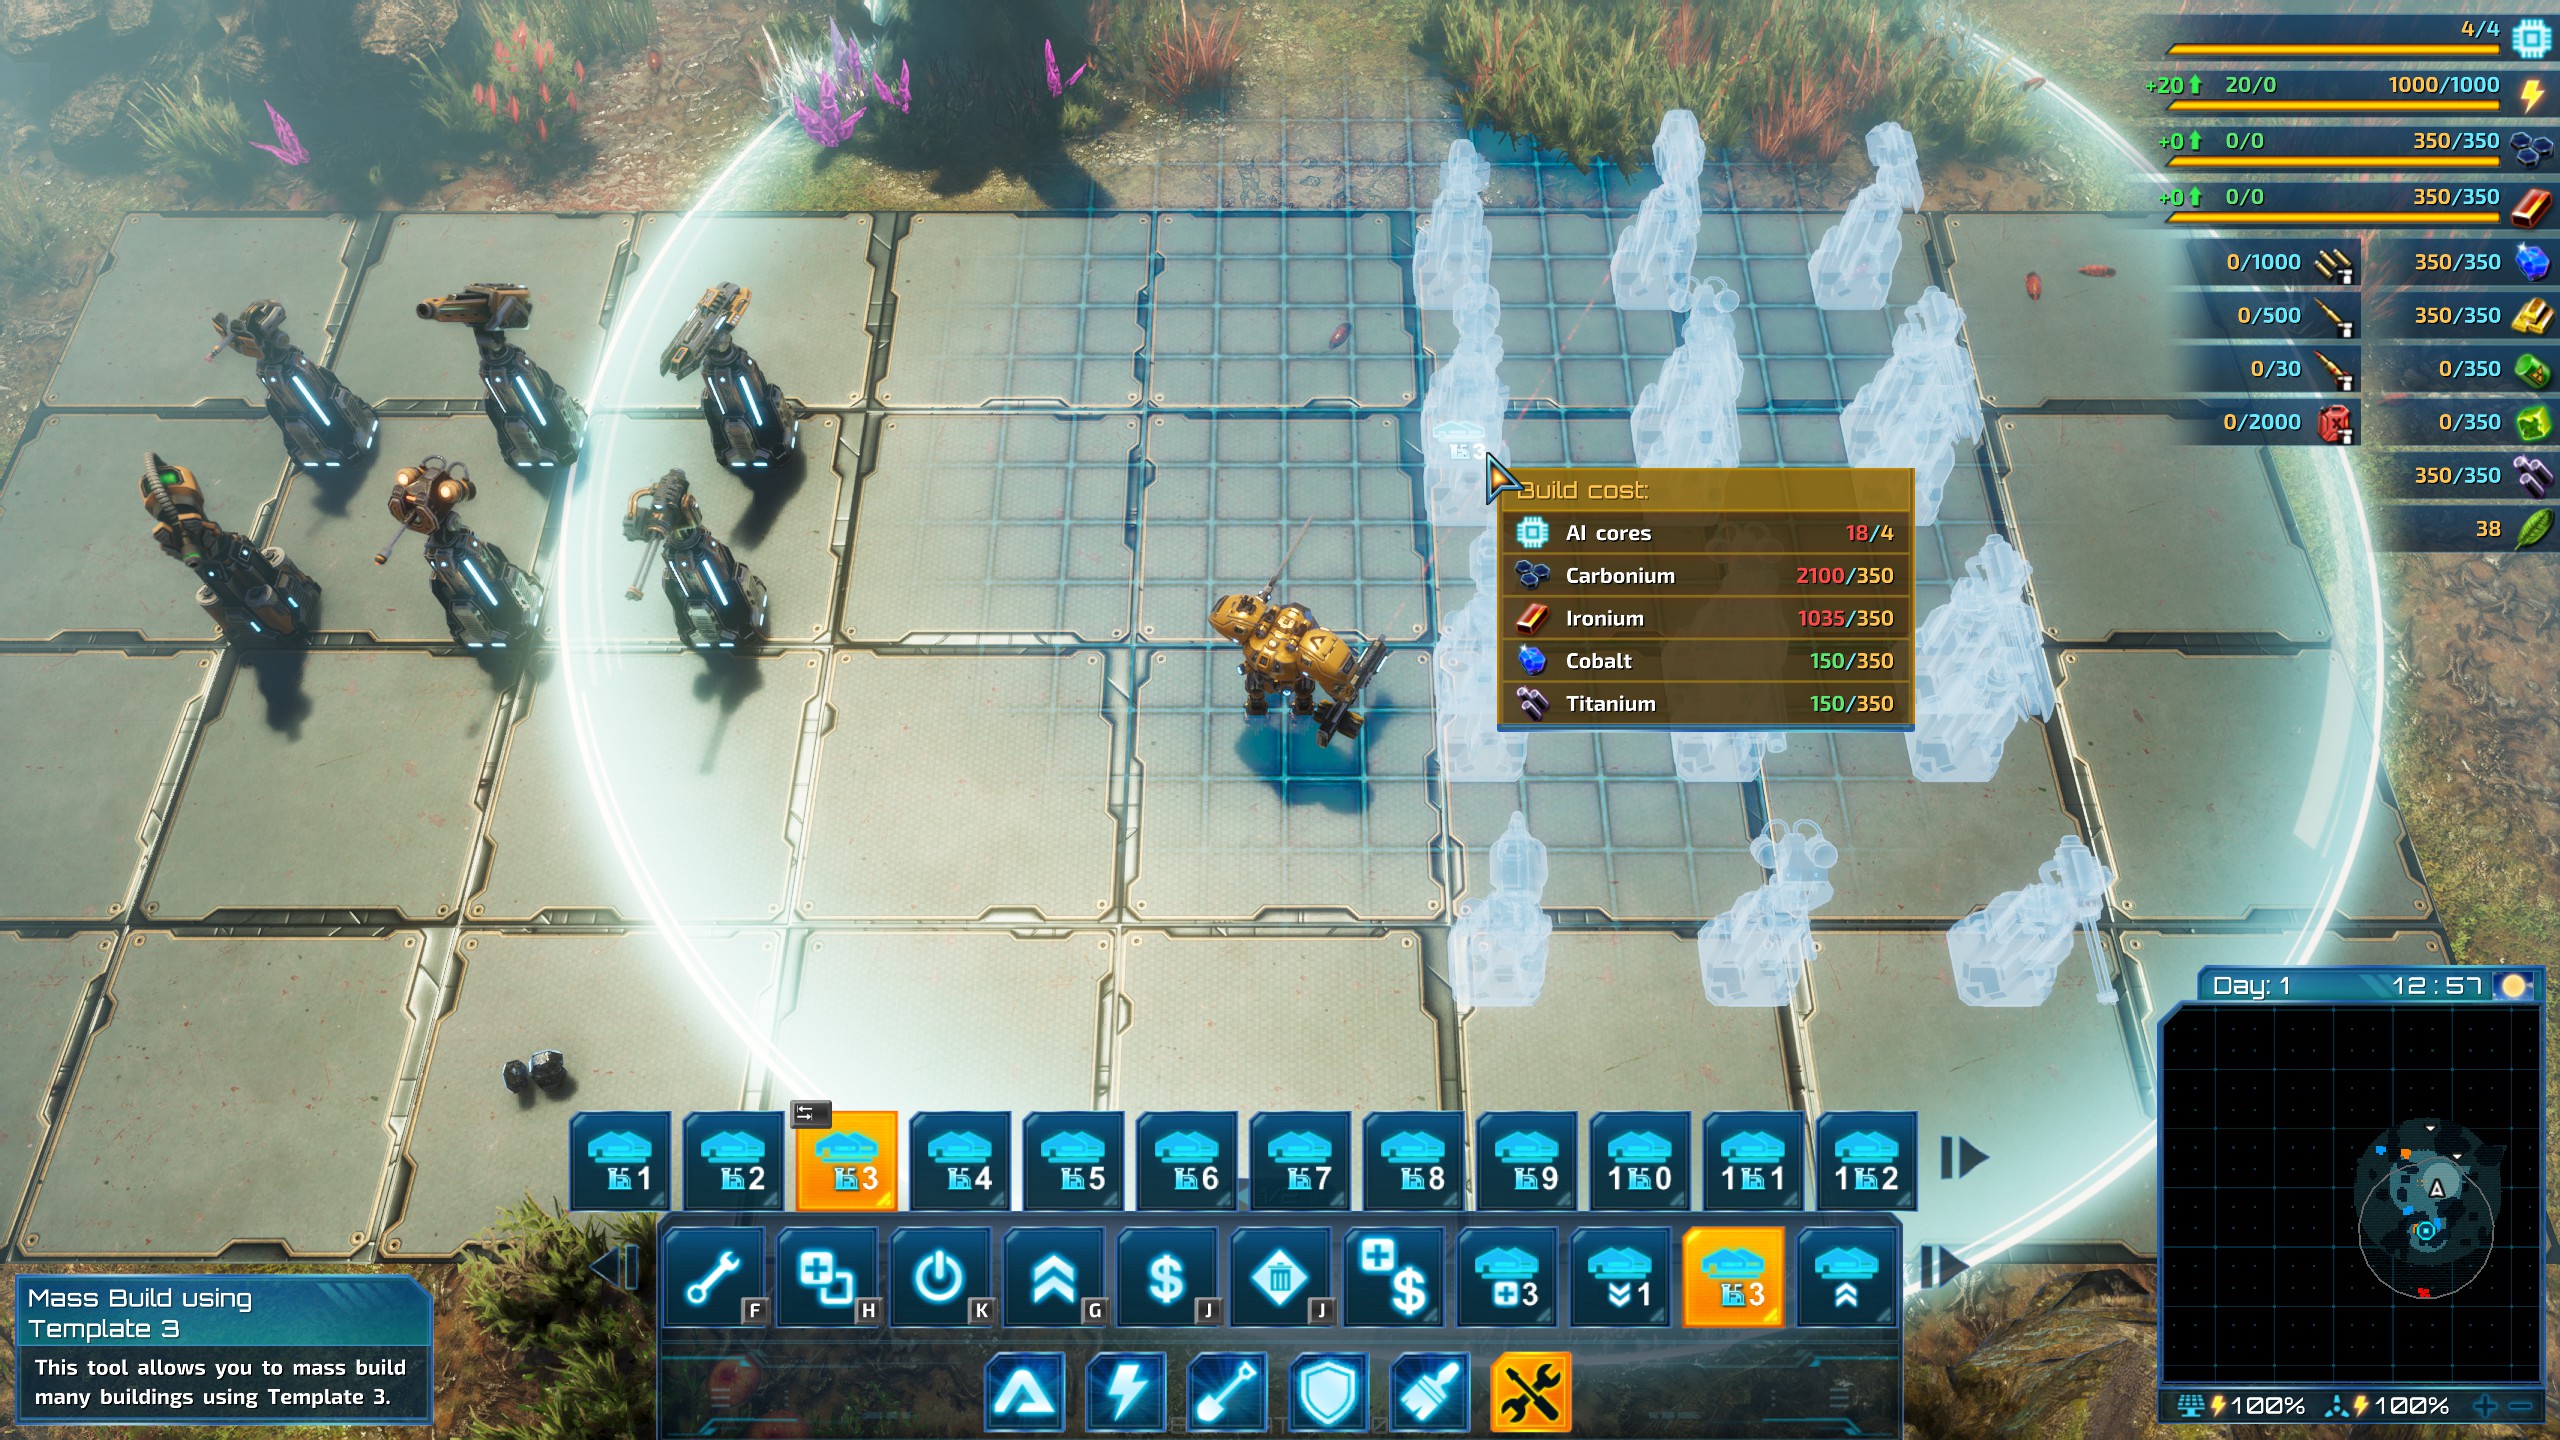 4/4
+20 20/0 1000/1000
+0 0/0 350/350
+0 0/0 350/350
0/1000 350/350
0/500 350/350
0/30 0/350
0/2000 0/350
350/350
38
3
Build cost:
AI cores 18/4
Carbonium 2100/350
Ironium 1035/350
Cobalt 150/350
Titanium 150/350
Day: 1 12:57
1 2 3 4 5 6 7 8 9 10 11 12
F H K G J J 3 1 3
Mass Build using
Template 3
This tool allows you to mass build
many buildings using Template 3.
100% 100%